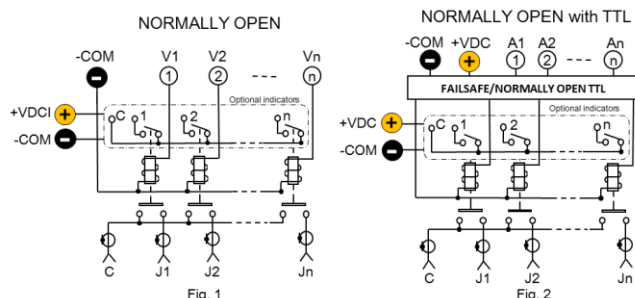 NORMALLY OPEN
-COM V1 V2 Vn
1 2 ---- n
+VDCI
Optional indicators
C 1 2 n
-COM
C J1 J2 Jn
Fig. 1
NORMALLY OPEN with TTL
-COM +VDC A1 A2 An
1 2 n
FAILSAFE/NORMALLY OPEN TTL
Optional indicators
+VDC
C 1 2 n
-COM
C J1 J2 Jn
Fig. 2